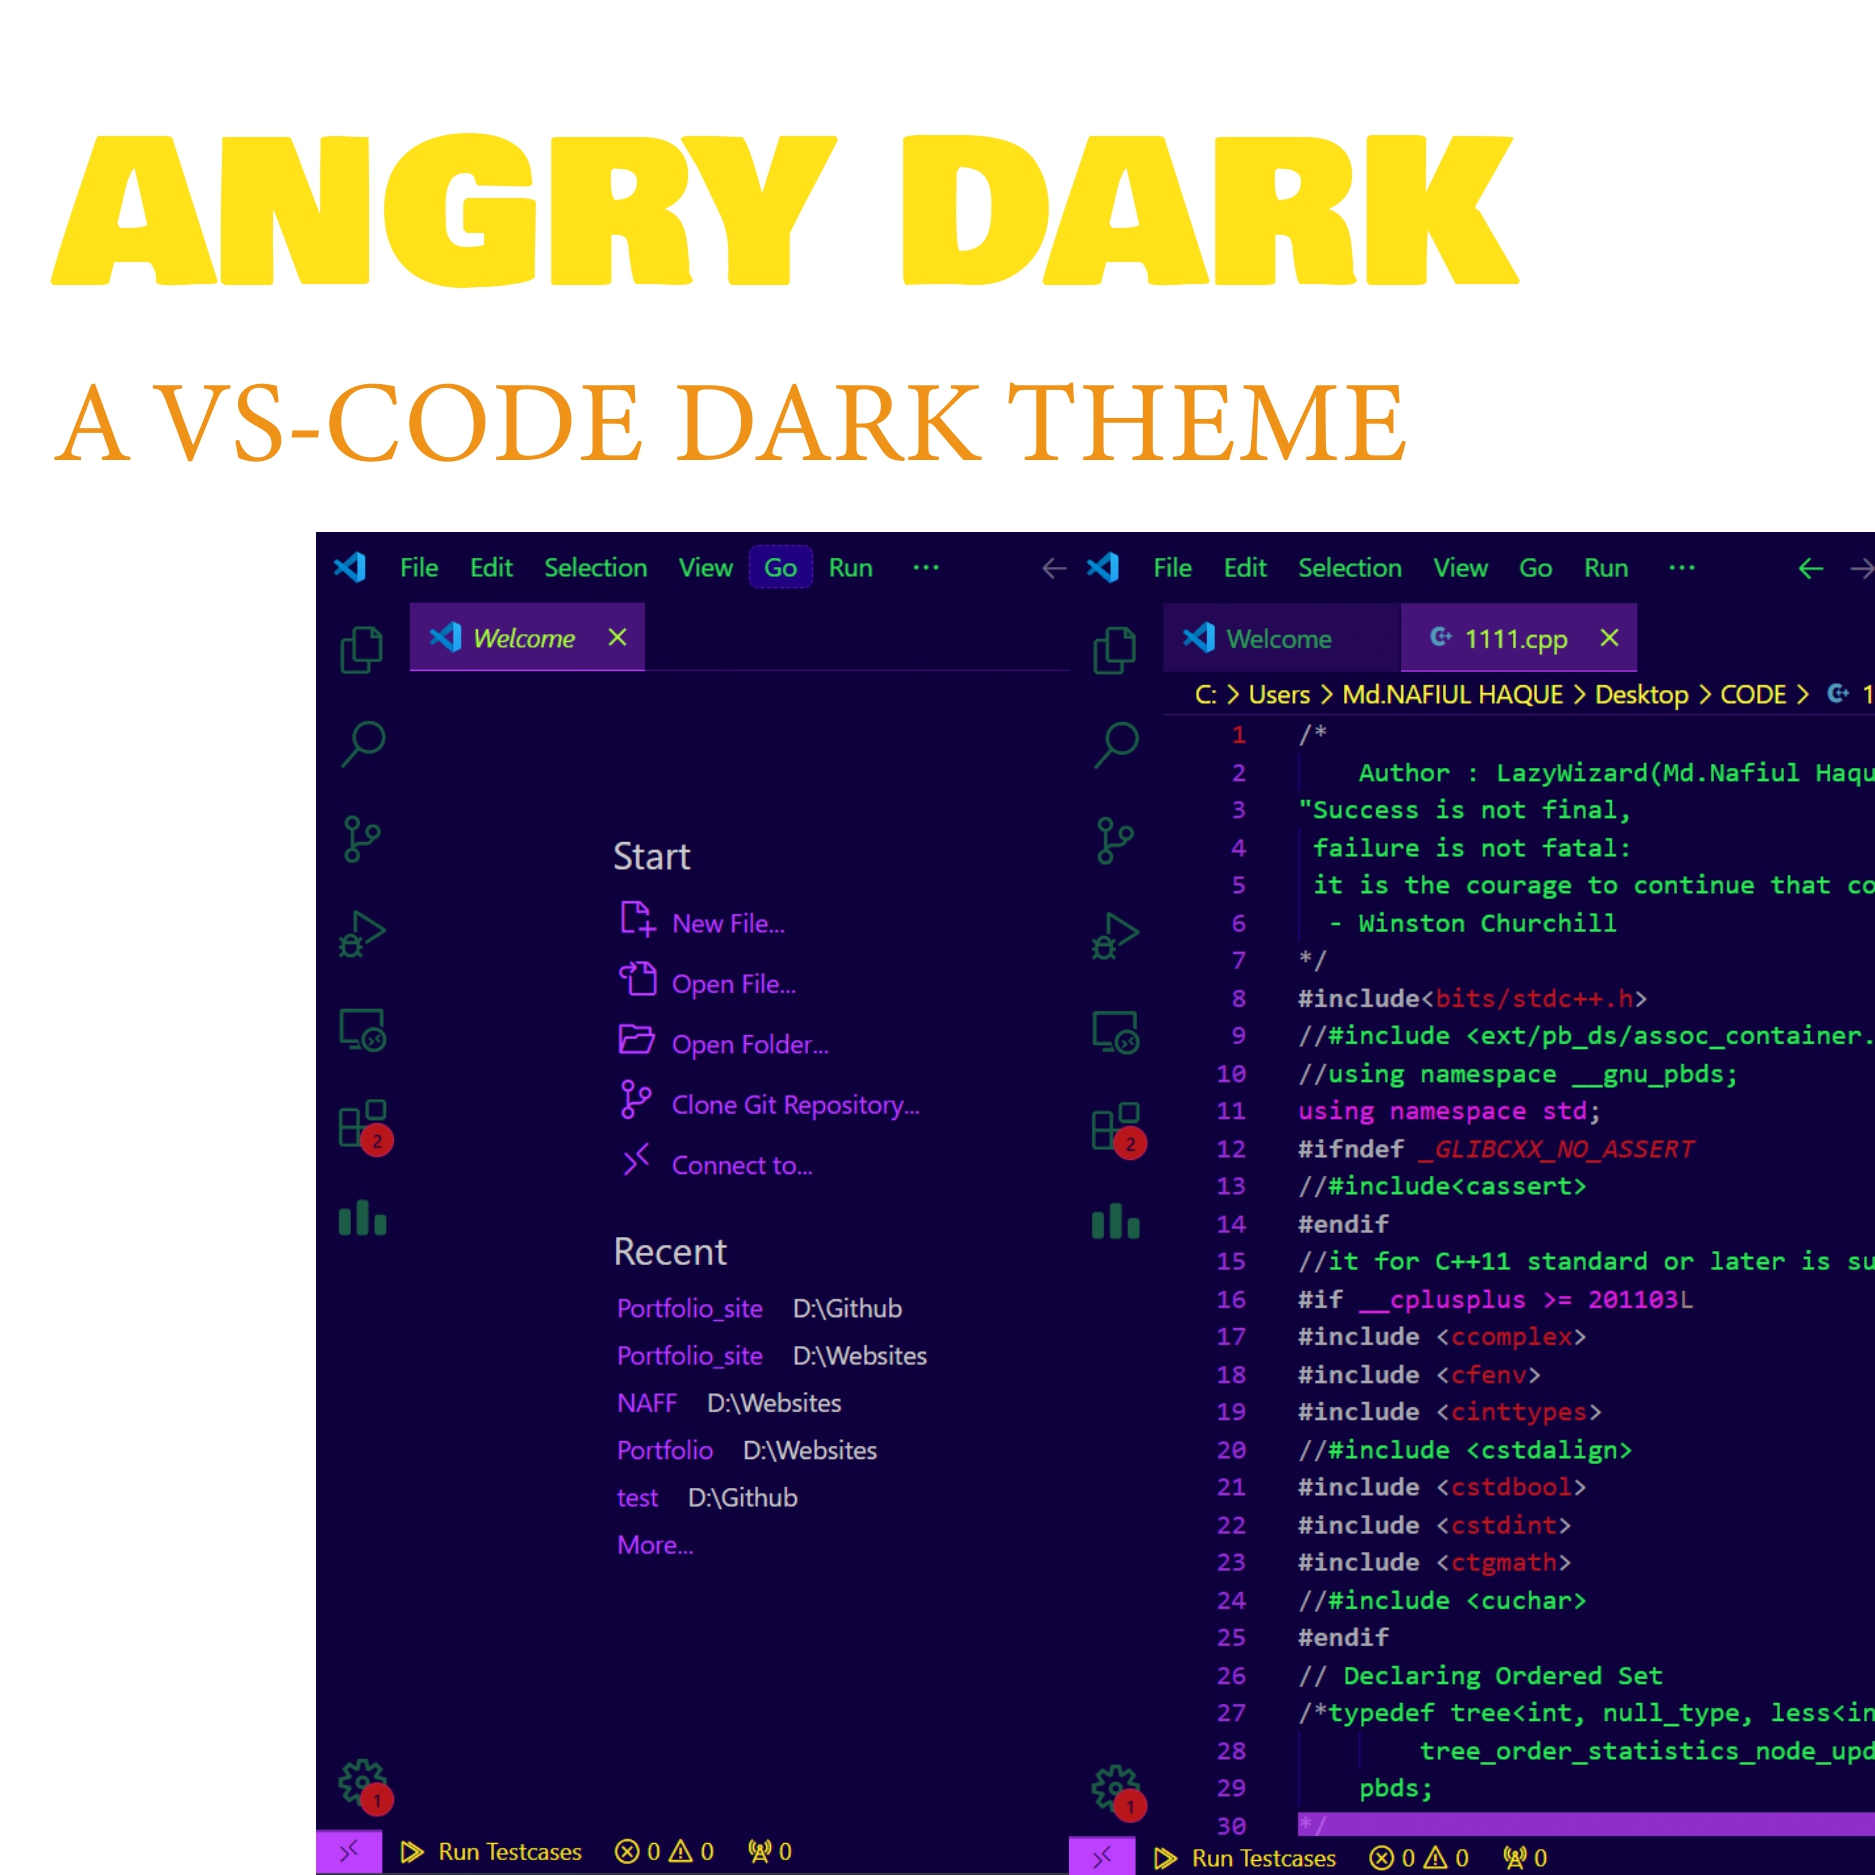 ANGRY DARK
A VS-CODE DARK THEME
File Edit Selection View Go Run ···
Welcome
Start
New File...
Open File...
Open Folder...
Clone Git Repository...
Connect to...
Recent
Portfolio_site D:\Github
Portfolio_site D:\Websites
NAFF D:\Websites
Portfolio D:\Websites
test D:\Github
More...
2
1
Run Testcases 0 0 0
File Edit Selection View Go Run ···
Welcome 1111.cpp
C: > Users > Md.NAFIUL HAQUE > Desktop > CODE > 1
1 /*
2 Author : LazyWizard(Md.Nafiul Haqu
3 "Success is not final,
4 failure is not fatal:
5 it is the courage to continue that co
6 - Winston Churchill
7 */
8 #include<bits/stdc++.h>
9 //#include <ext/pb_ds/assoc_container.
10 //using namespace __gnu_pbds;
11 using namespace std;
12 #ifndef _GLIBCXX_NO_ASSERT
13 //#include<cassert>
14 #endif
15 //it for C++11 standard or later is su
16 #if __cplusplus >= 201103L
17 #include <ccomplex>
18 #include <cfenv>
19 #include <cinttypes>
20 //#include <cstdalign>
21 #include <cstdbool>
22 #include <cstdint>
23 #include <ctgmath>
24 //#include <cuchar>
25 #endif
26 // Declaring Ordered Set
27 /*typedef tree<int, null_type, less<in
28 tree_order_statistics_node_upd
29 pbds;
30 */
2
1
Run Testcases 0 0 0